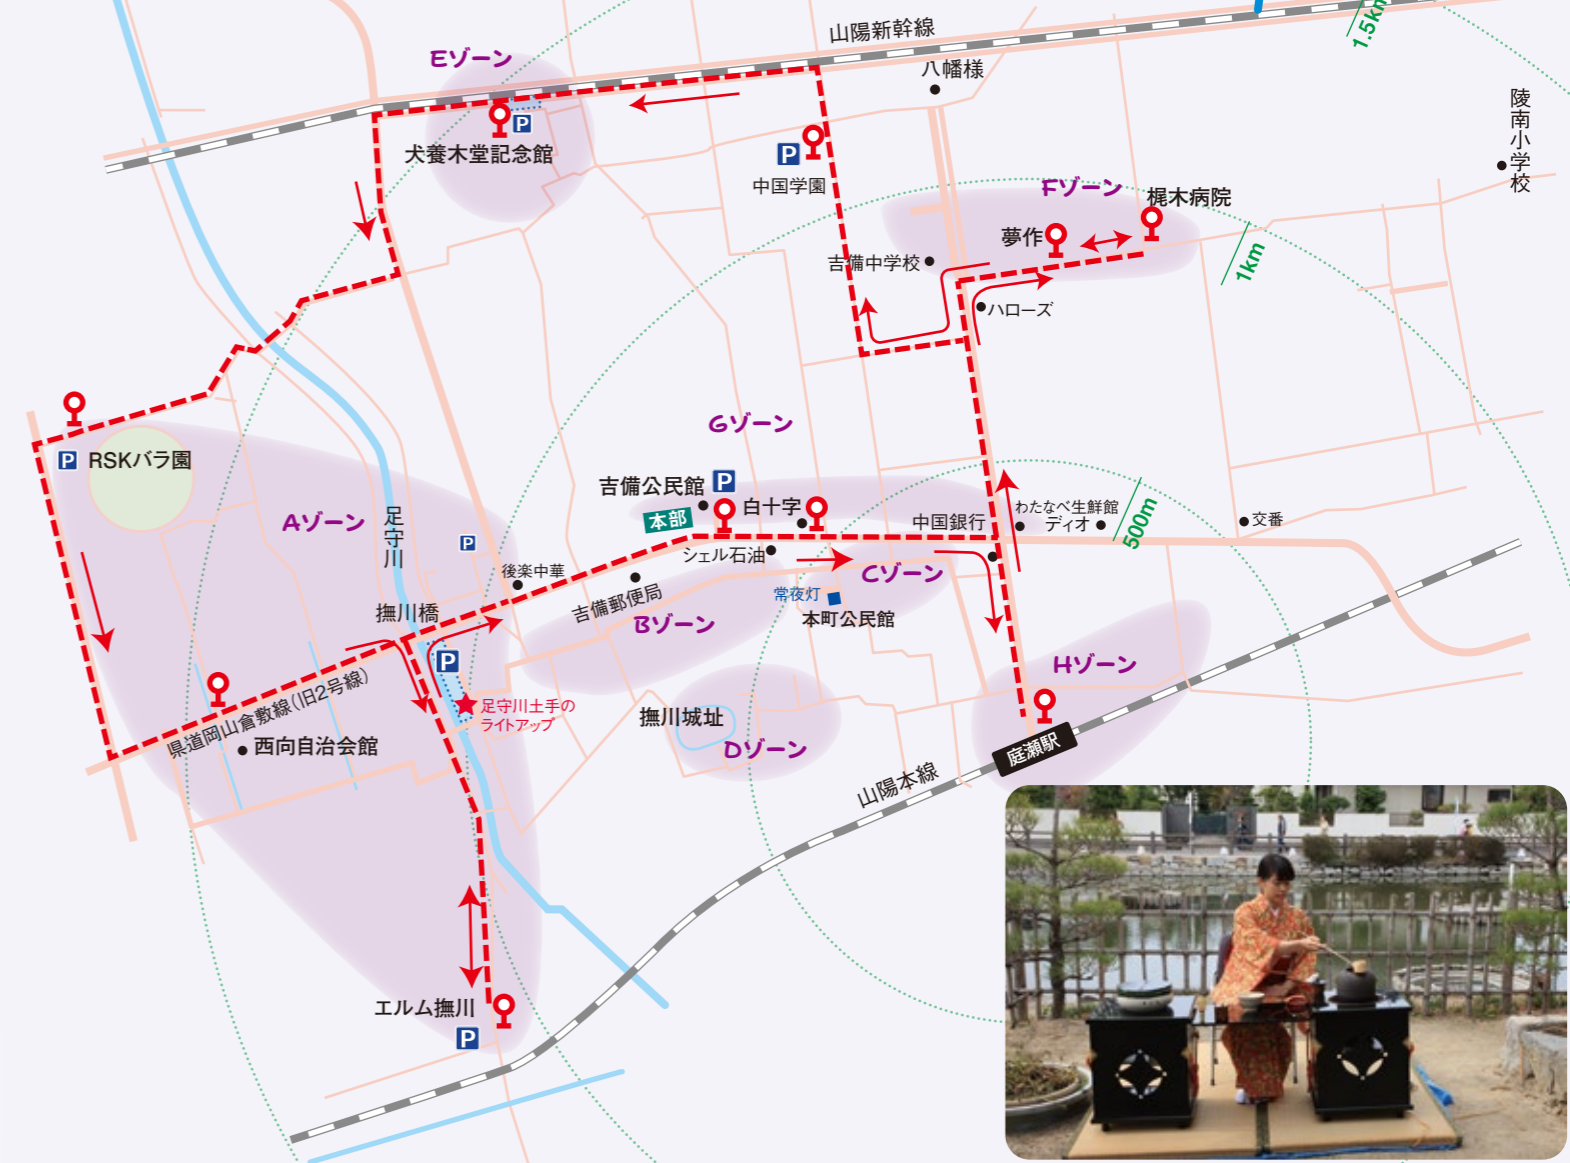 山陽新幹線
1.5km
Eゾーン
八幡様
陵南小学校
P
犬養木堂記念館
P
中国学園
Fゾーン
梶木病院
夢作
吉備中学校
1km
ハローズ
Gゾーン
P
RSKバラ園
吉備公民館
P
本部
白十字
中国銀行
わたなべ生鮮館
ディオ
交番
500m
Aゾーン
足守川
P
シェル石油
後楽中華
Cゾーン
常夜灯
本町公民館
吉備郵便局
Bゾーン
撫川橋
P
Hゾーン
県道岡山倉敷線(旧2号線)
足守川土手の
ライトアップ
撫川城址
Dゾーン
西向自治会館
庭瀬駅
山陽本線
エルム撫川
P